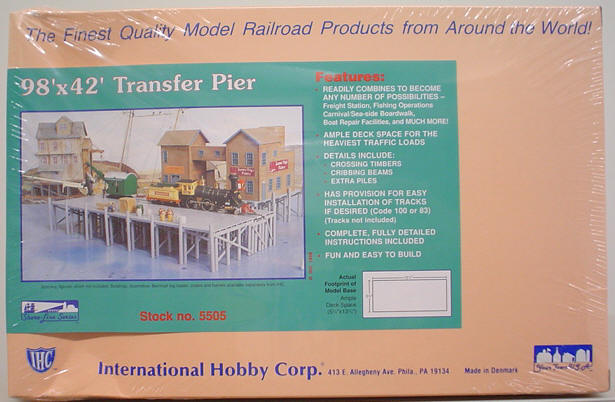 The Finest Quality Model Railroad Products from Around the World!
98'x42' Transfer Pier
Features:
• READILY COMBINES TO BECOME
ANY NUMBER OF POSSIBILITIES –
Freight Station, Fishing Operations
Carnival/Sea-side Boardwalk,
Boat Repair Facilities, and MUCH MORE!
• AMPLE DECK SPACE FOR THE
HEAVIEST TRAFFIC LOADS
• DETAILS INCLUDE:
CROSSING TIMBERS
CRIBBING BEAMS
EXTRA PILES
• HAS PROVISION FOR EASY
INSTALLATION OF TRACKS
IF DESIRED (Code 100 or 83)
(Tracks not included)
• COMPLETE, FULLY DETAILED
INSTRUCTIONS INCLUDED
• FUN AND EASY TO BUILD
Actual
Footprint of
Model Base
Ample
Deck Space
Shore-line Series
Stock no. 5505
IHC
International Hobby Corp.
413 E. Allegheny Ave. Phila., PA 19134
Made in Denmark